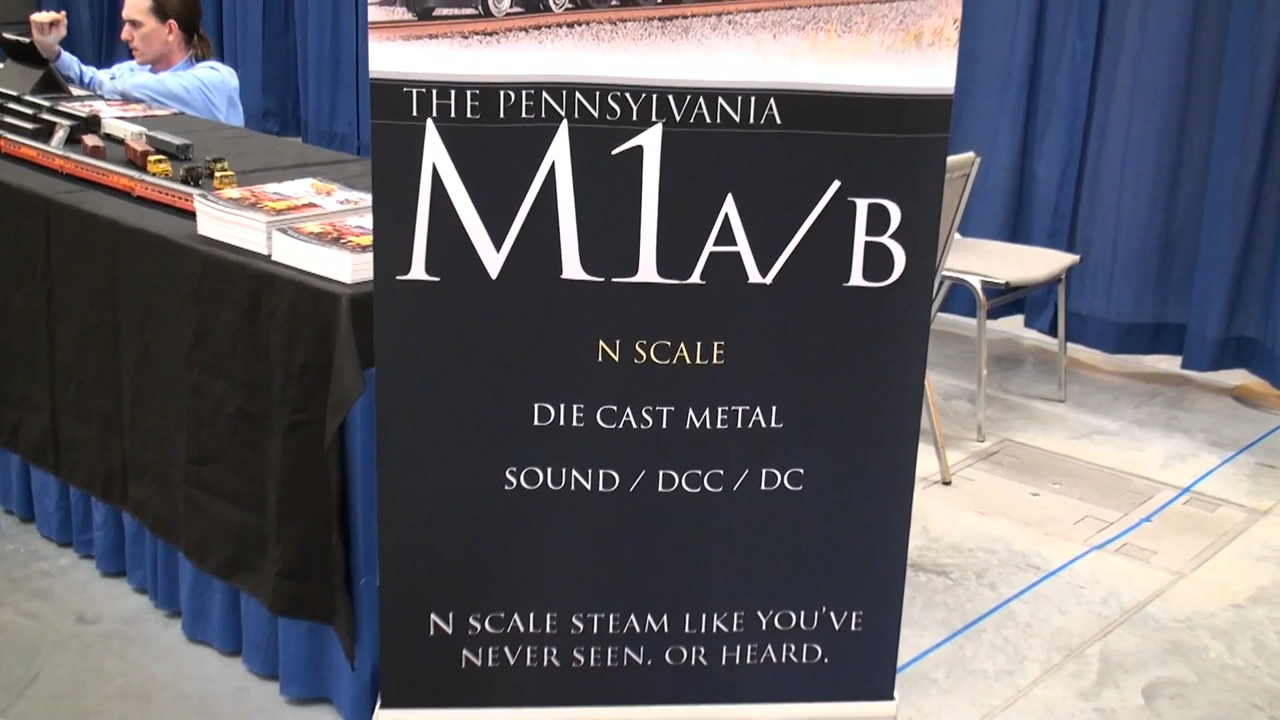 THE PENNSYLVANIA
M1A/B
N SCALE
DIE CAST METAL
SOUND / DCC / DC
N SCALE STEAM LIKE YOU'VE
NEVER SEEN. OR HEARD.